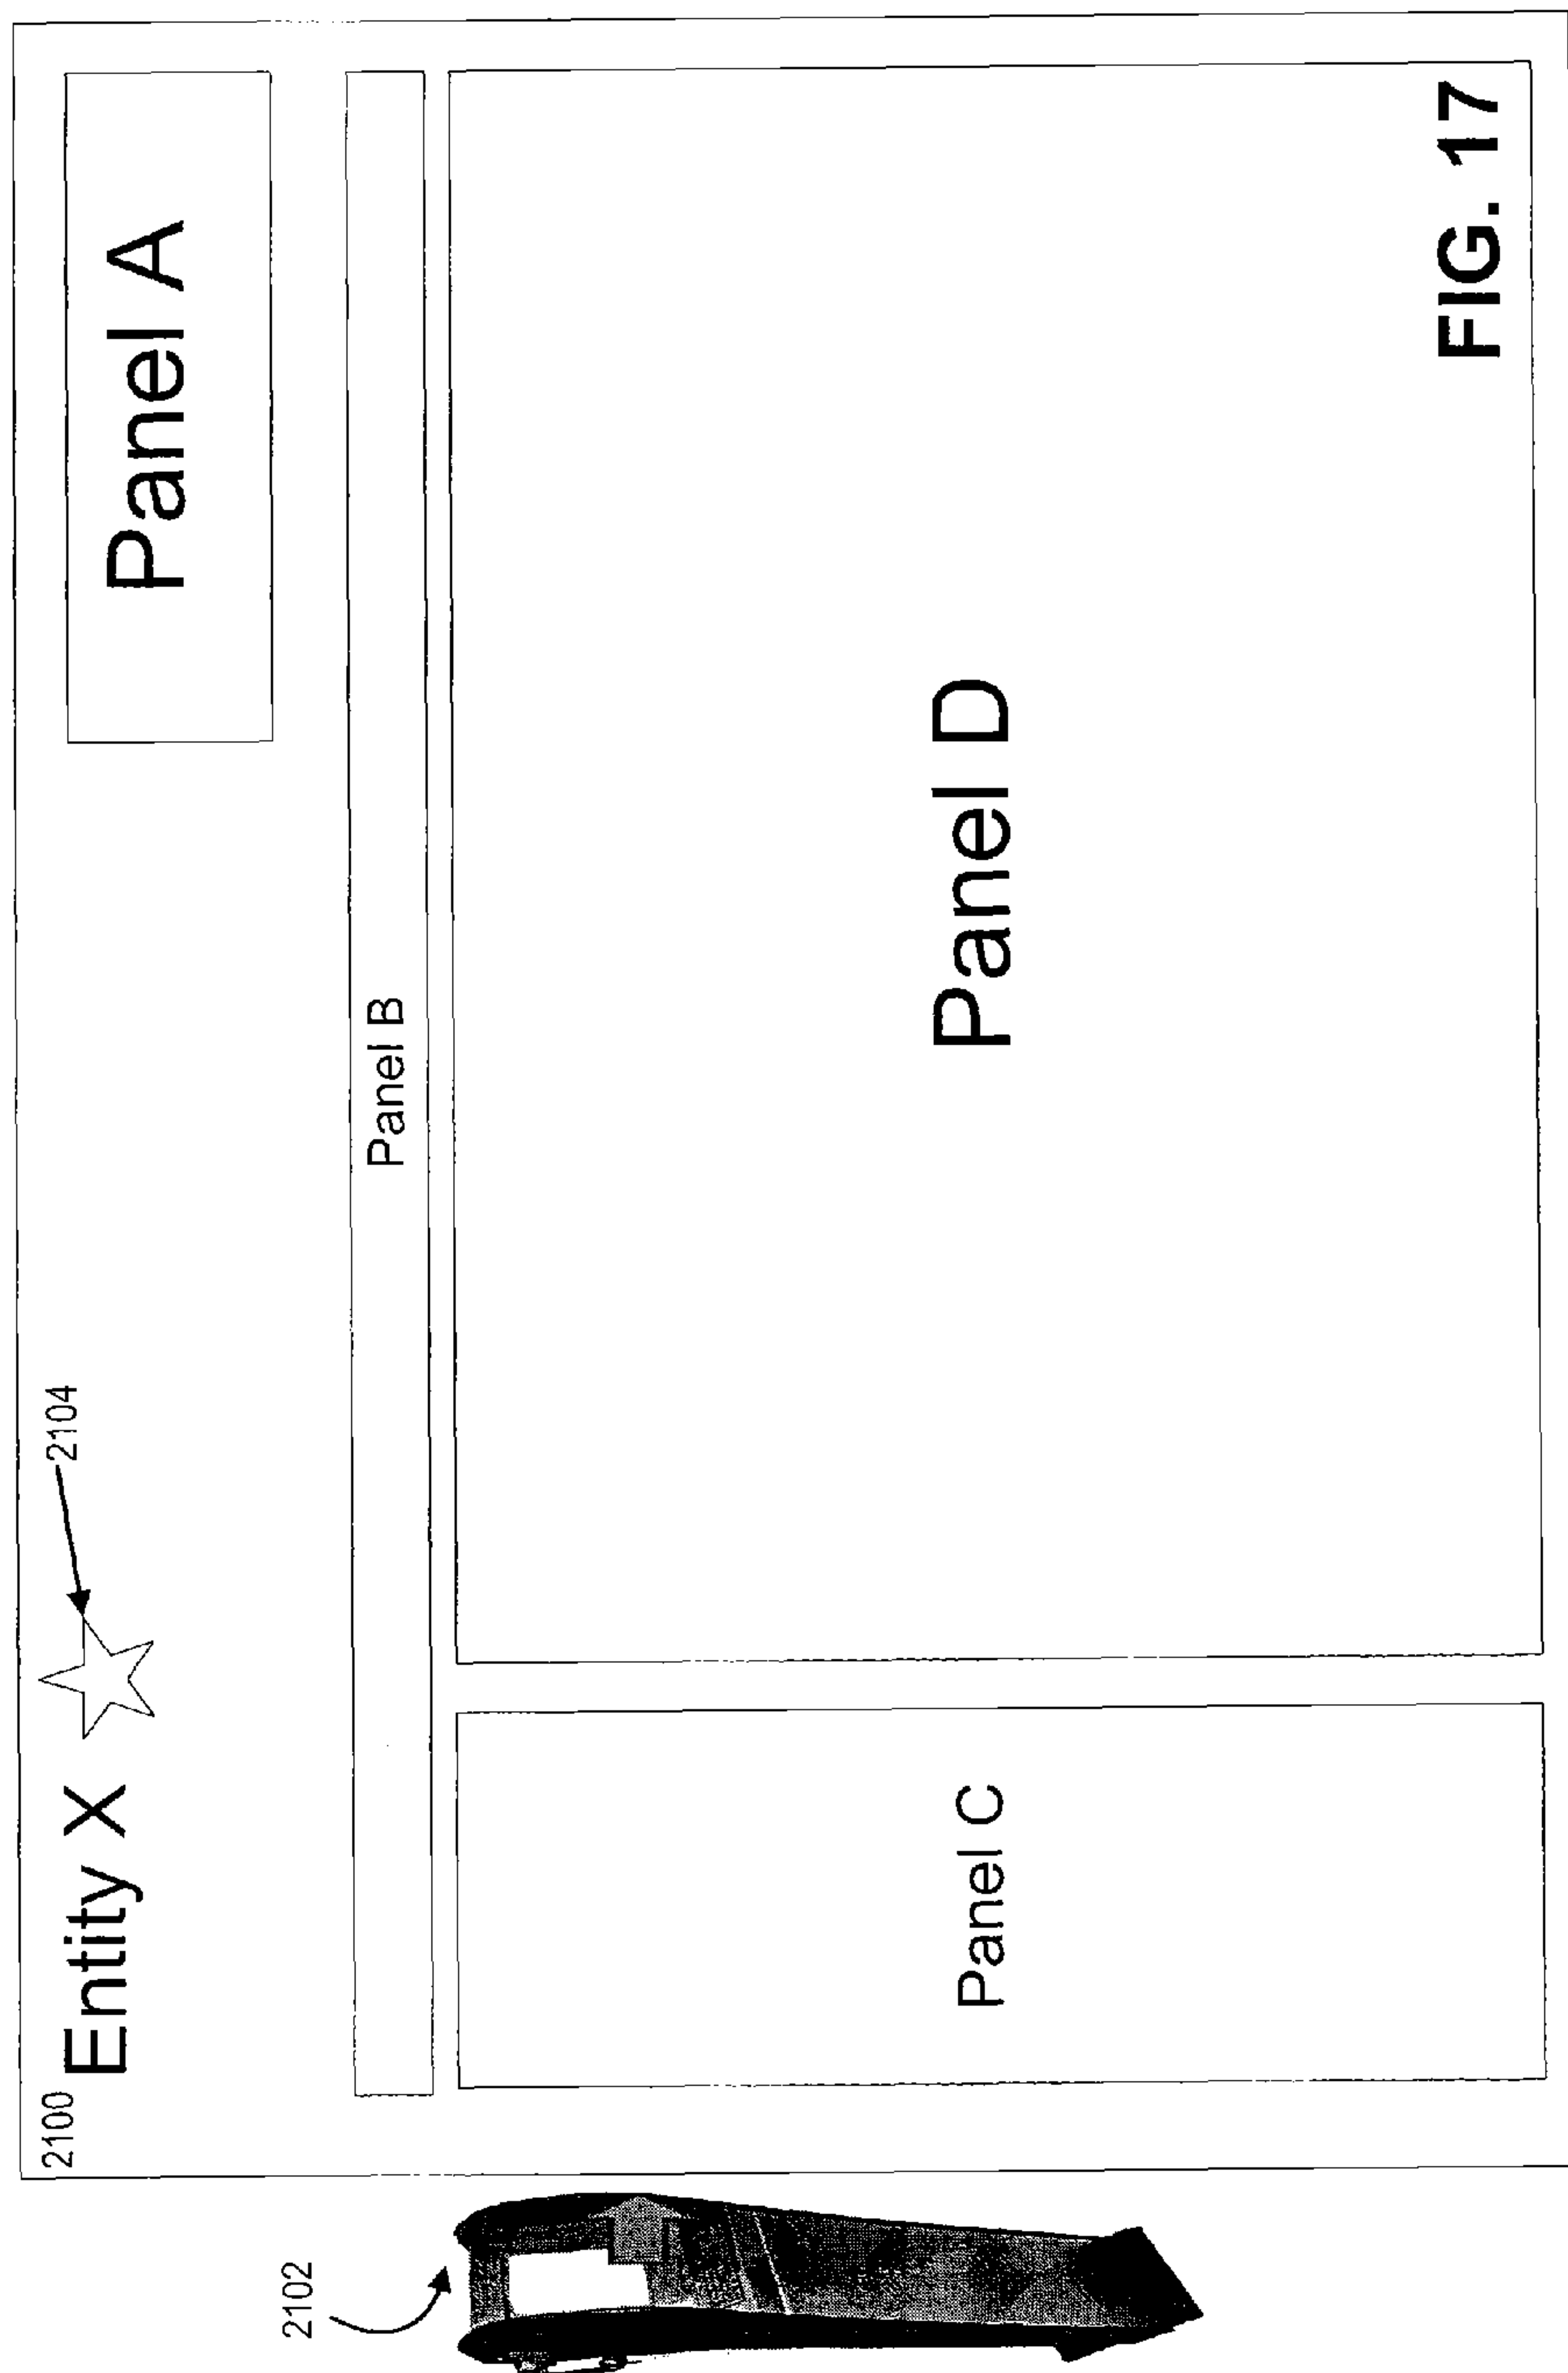 2100
Entity X
2104
Panel A
2102
Panel B
Panel C
Panel D
FIG. 17